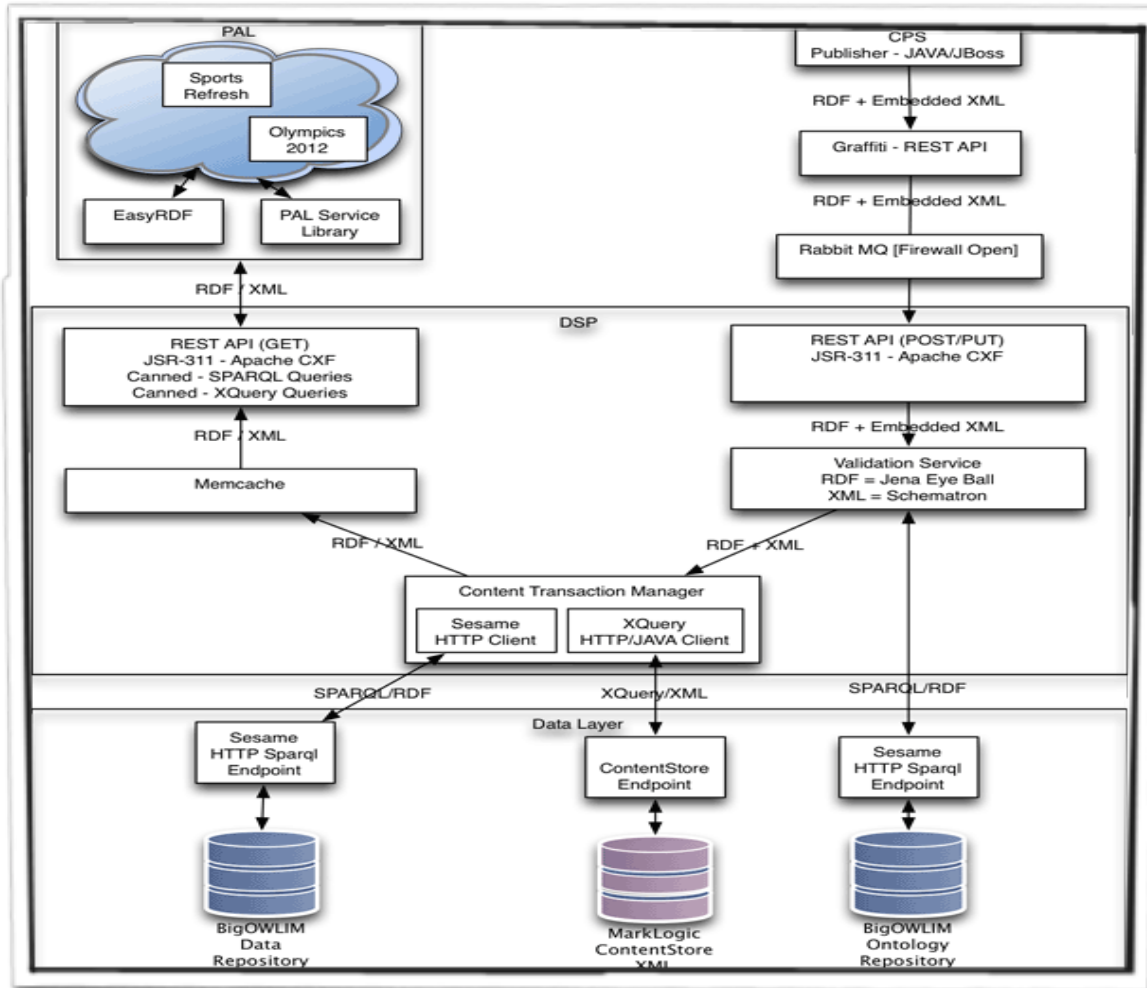 PAL
Sports
Refresh
Olympics
2012
EasyRDF
PAL Service
Library
RDF / XML
CPS
Publisher - JAVA/JBoss
RDF + Embedded XML
Graffiti - REST API
RDF + Embedded XML
Rabbit MQ [Firewall Open]
DSP
REST API (GET)
JSR-311 - Apache CXF
Canned - SPARQL Queries
Canned - XQuery Queries
RDF / XML
Memcache
RDF / XML
REST API (POST/PUT)
JSR-311 - Apache CXF
RDF + Embedded XML
Validation Service
RDF = Jena Eye Ball
XML = Schematron
RDF + XML
Content Transaction Manager
Sesame
HTTP Client
XQuery
HTTP/JAVA Client
SPARQL/RDF
XQuery/XML
SPARQL/RDF
Data Layer
Sesame
HTTP Sparql
Endpoint
ContentStore
Endpoint
Sesame
HTTP Sparql
Endpoint
BigOWLIM
Data
Repository
MarkLogic
ContentStore
XML
BigOWLIM
Ontology
Repository